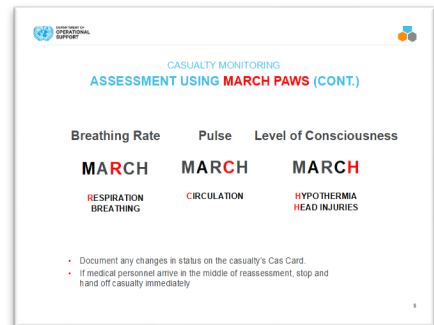 DEPARTMENT OF
OPERATIONAL
SUPPORT
CASUALTY MONITORING
ASSESSMENT USING MARCH PAWS (CONT.)
Breathing Rate
MARCH
RESPIRATION
BREATHING
Pulse
MARCH
CIRCULATION
Level of Consciousness
MARCH
HYPOTHERMIA
HEAD INJURIES
• Document any changes in status on the casualty's Cas Card.
• If medical personnel arrive in the middle of reassessment, stop and
hand off casualty immediately